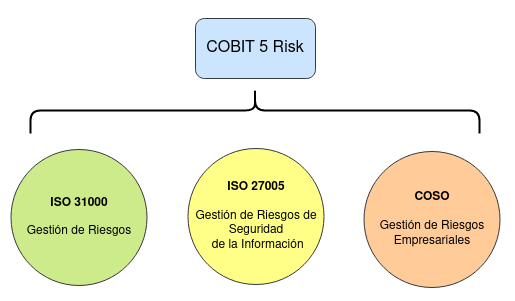 COBIT 5 Risk
ISO 31000
Gestión de Riesgos
ISO 27005
Gestión de Riesgos de
Seguridad
de la Información
COSO
Gestión de Riesgos
Empresariales